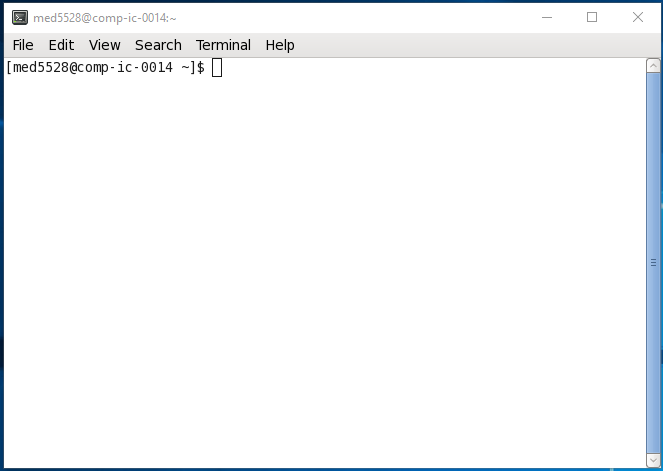 med5528@comp-ic-0014:~
File Edit View Search Terminal Help
[med5528@comp-ic-0014 ~]$